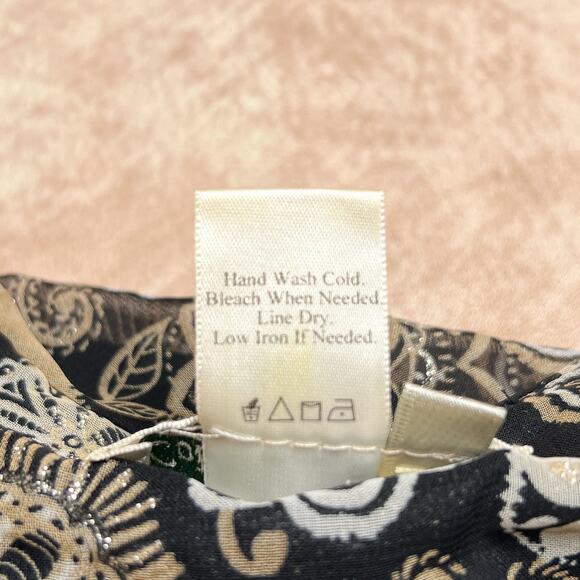 Hand Wash Cold.
Bleach When Needed.
Line Dry.
Low Iron If Needed.